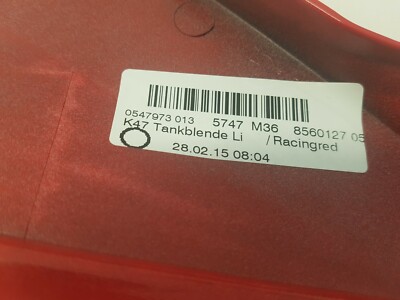 0547973 013 5747 M36 8560127 05
K47 Tankblende Li /Racingred
28.02.15 08:04